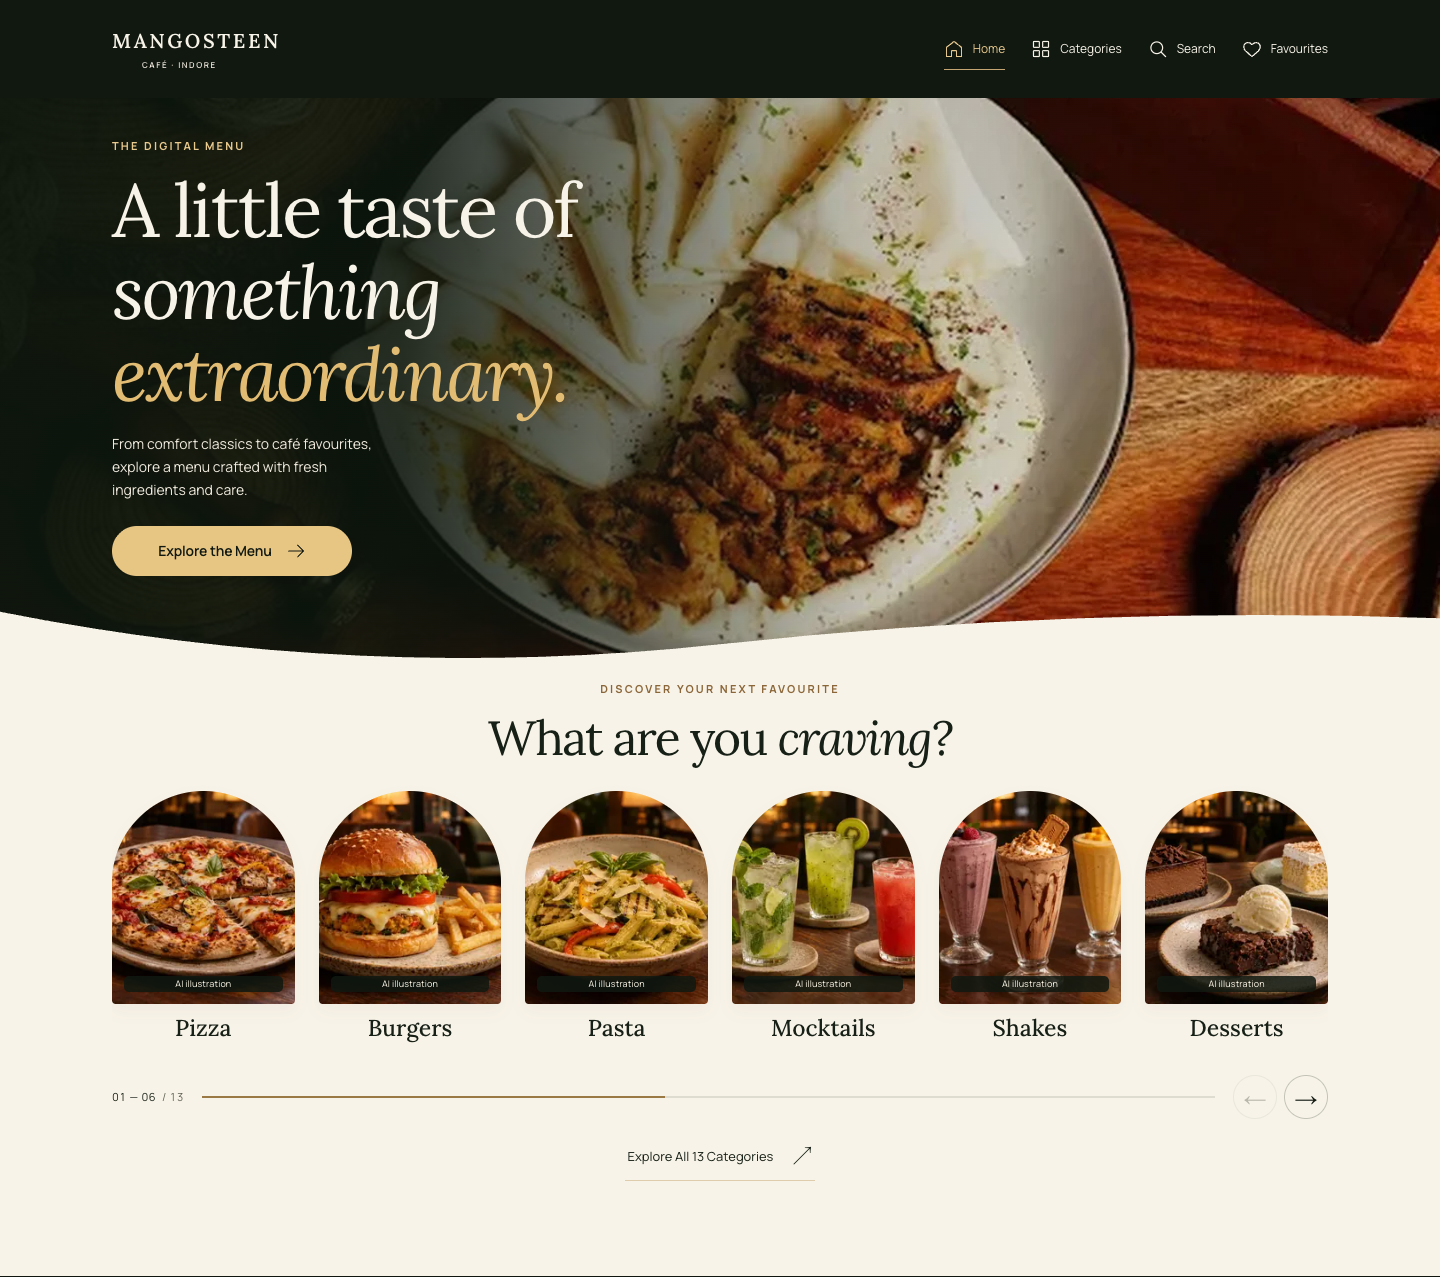 MANGOSTEEN
CAFÉ · INDORE
Home
Categories
Search
Favourites
THE DIGITAL MENU
A little taste of
something
extraordinary.
From comfort classics to café favourites,
explore a menu crafted with fresh
ingredients and care.
Explore the Menu →
DISCOVER YOUR NEXT FAVOURITE
What are you craving?
AI illustration
AI illustration
AI illustration
AI illustration
AI illustration
AI illustration
Pizza
Burgers
Pasta
Mocktails
Shakes
Desserts
01 — 06 / 13
← →
Explore All 13 Categories ↗